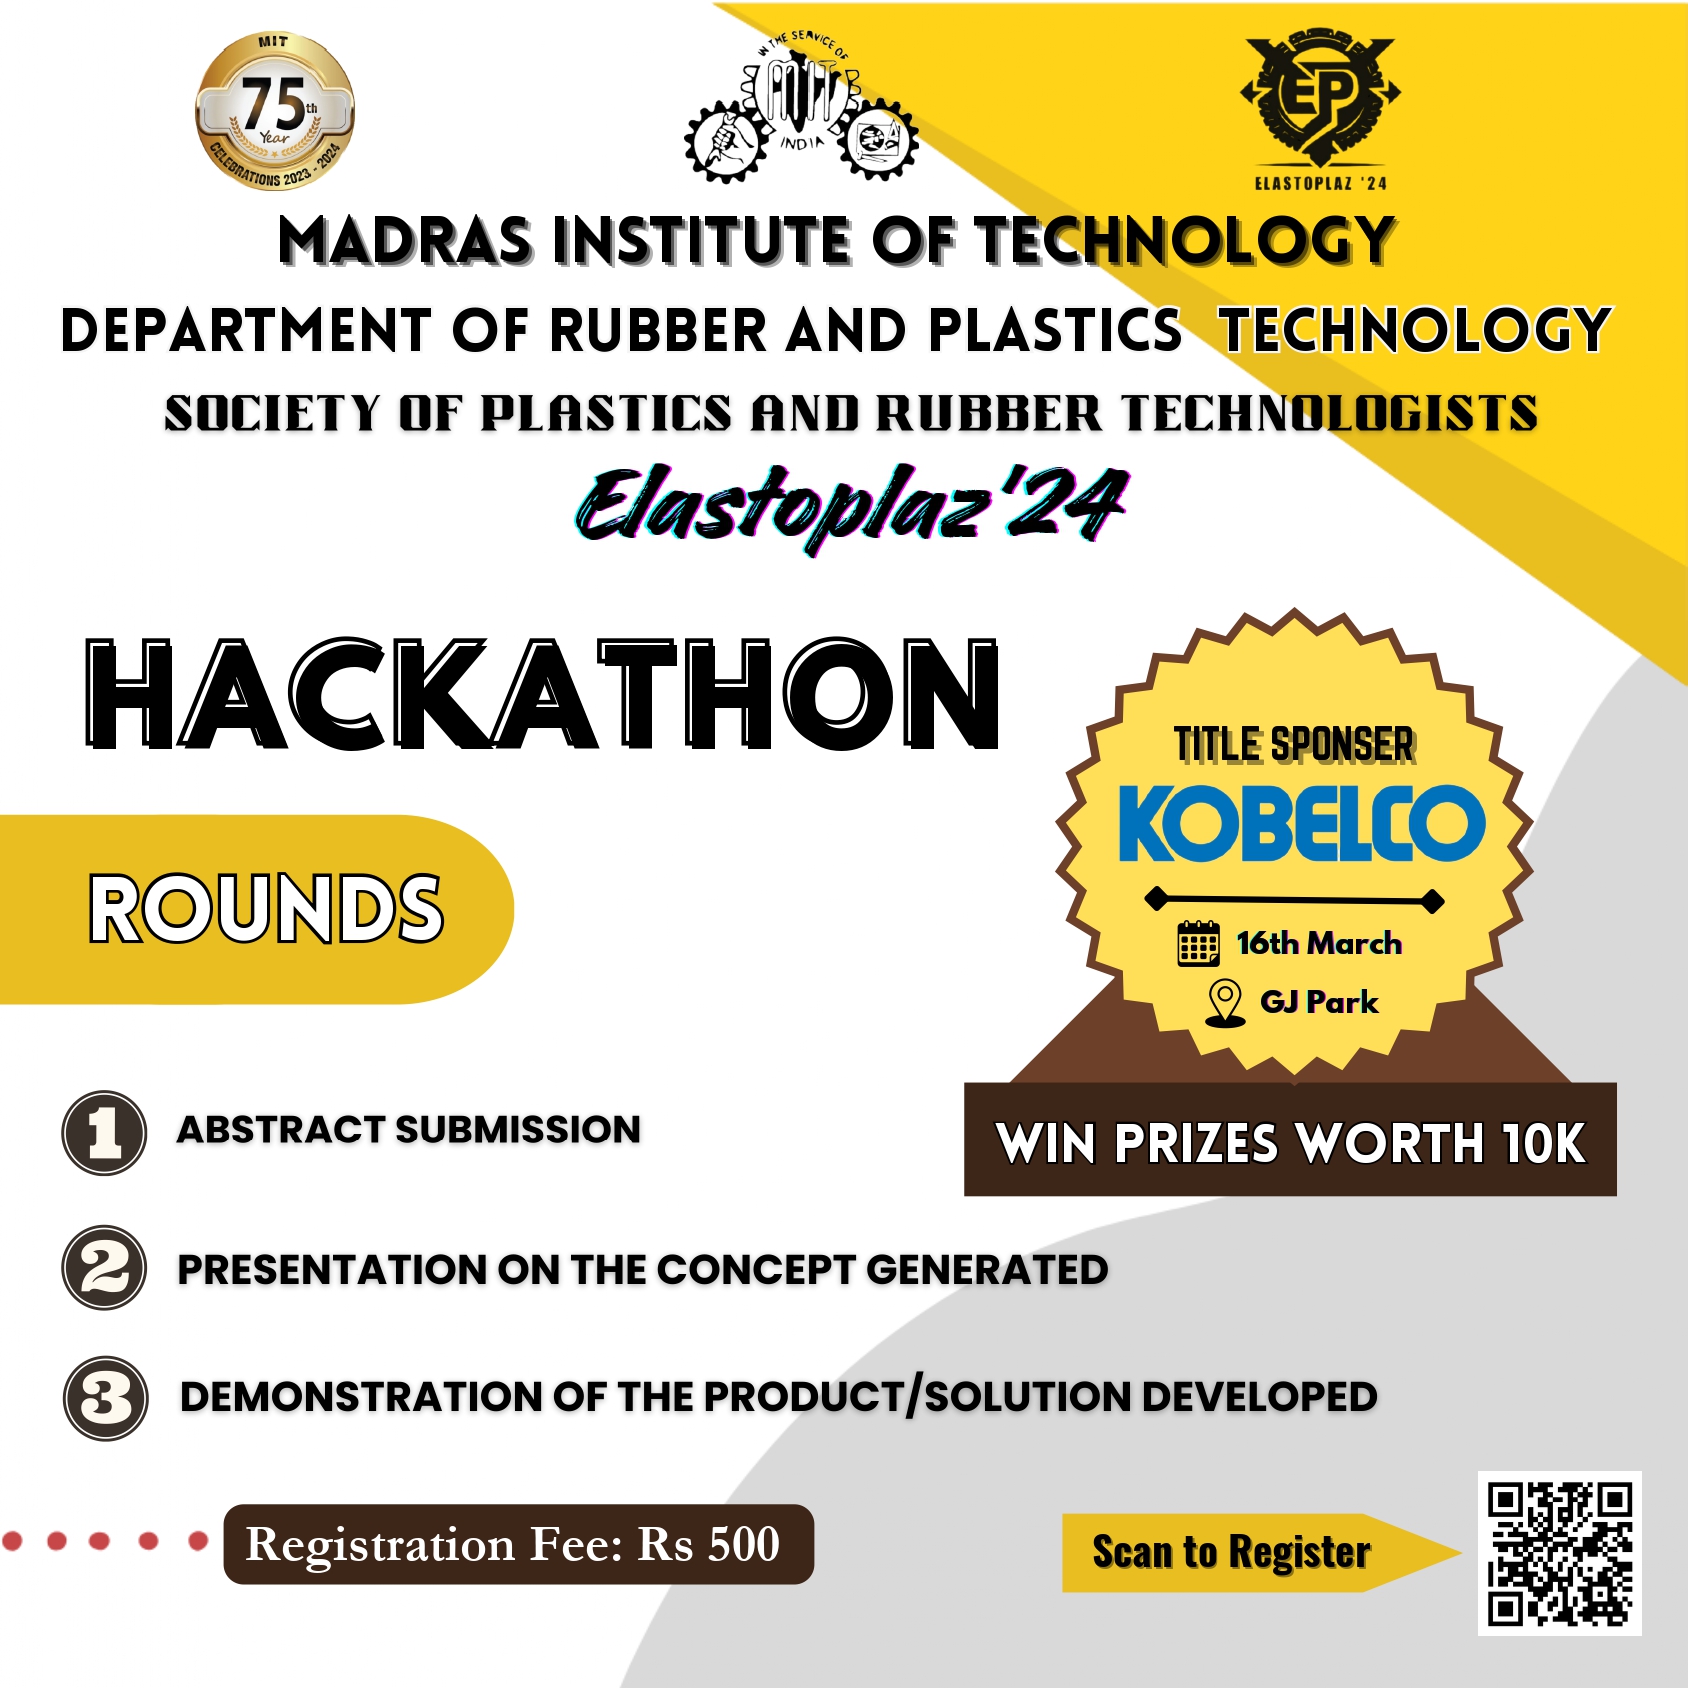 MIT
75th
Year
CELEBRATIONS 2023 - 2024
IN THE SERVICE OF
MIT
INDIA
EP
ELASTOPLAZ '24
MADRAS INSTITUTE OF TECHNOLOGY
DEPARTMENT OF RUBBER AND PLASTICS TECHNOLOGY
SOCIETY OF PLASTICS AND RUBBER TECHNOLOGISTS
Elastoplaz'24
HACKATHON
TITLE SPONSER
KOBELCO
16th March
GJ Park
WIN PRIZES WORTH 10K
ROUNDS
1 ABSTRACT SUBMISSION
2 PRESENTATION ON THE CONCEPT GENERATED
3 DEMONSTRATION OF THE PRODUCT/SOLUTION DEVELOPED
Registration Fee: Rs 500
Scan to Register